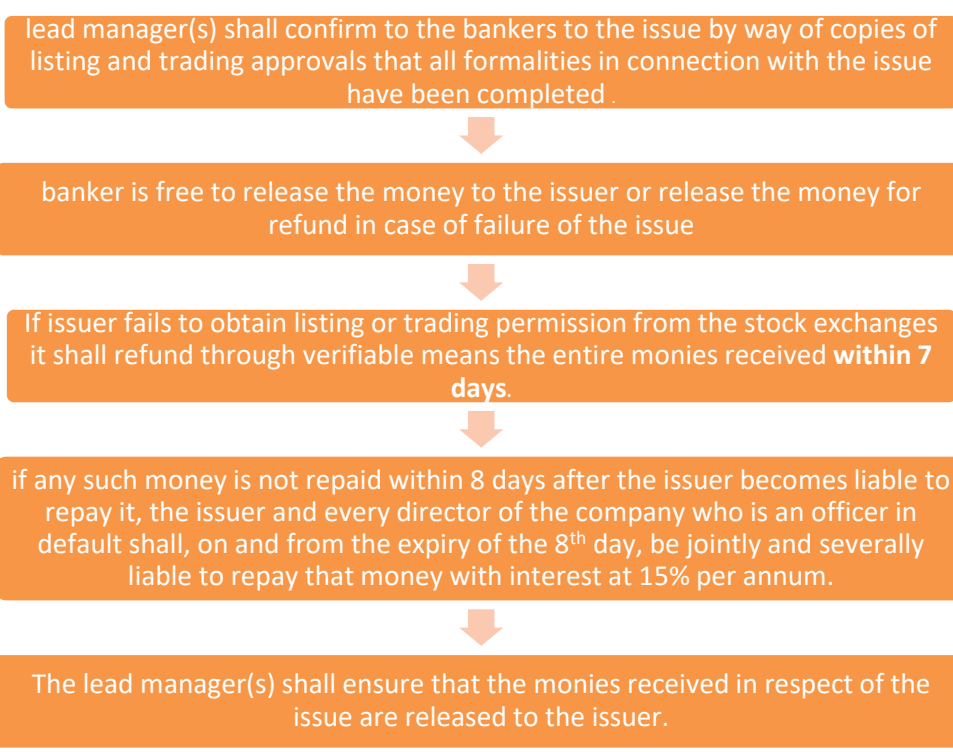 lead manager(s) shall confirm to the bankers to the issue by way of copies of
listing and trading approvals that all formalities in connection with the issue
have been completed .
banker is free to release the money to the issuer or release the money for
refund in case of failure of the issue
If issuer fails to obtain listing or trading permission from the stock exchanges
it shall refund through verifiable means the entire monies received within 7
days.
if any such money is not repaid within 8 days after the issuer becomes liable to
repay it, the issuer and every director of the company who is an officer in
default shall, on and from the expiry of the 8th day, be jointly and severally
liable to repay that money with interest at 15% per annum.
The lead manager(s) shall ensure that the monies received in respect of the
issue are released to the issuer.